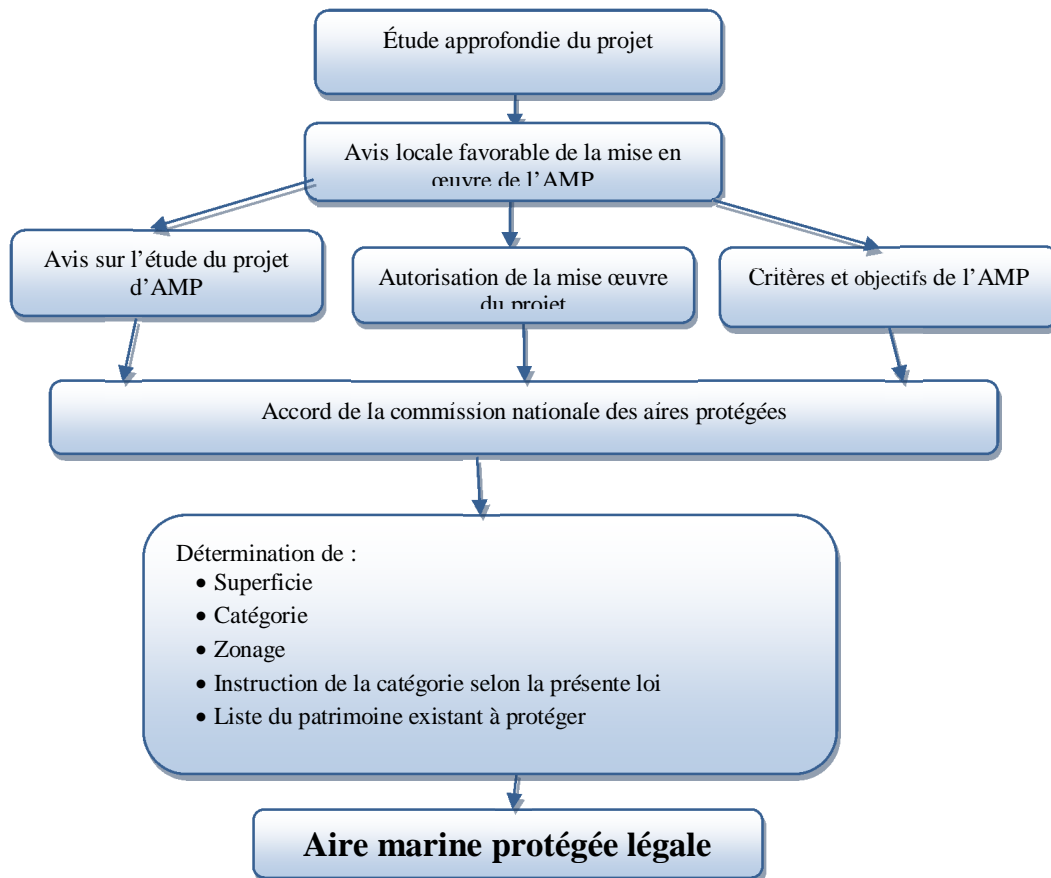 Étude approfondie du projet
Avis locale favorable de la mise en
œuvre de l’AMP
Avis sur l’étude du projet
d’AMP
Autorisation de la mise œuvre
du projet
Critères et objectifs de l’AMP
Accord de la commission nationale des aires protégées
Détermination de :
• Superficie
• Catégorie
• Zonage
• Instruction de la catégorie selon la présente loi
• Liste du patrimoine existant à protéger
Aire marine protégée légale